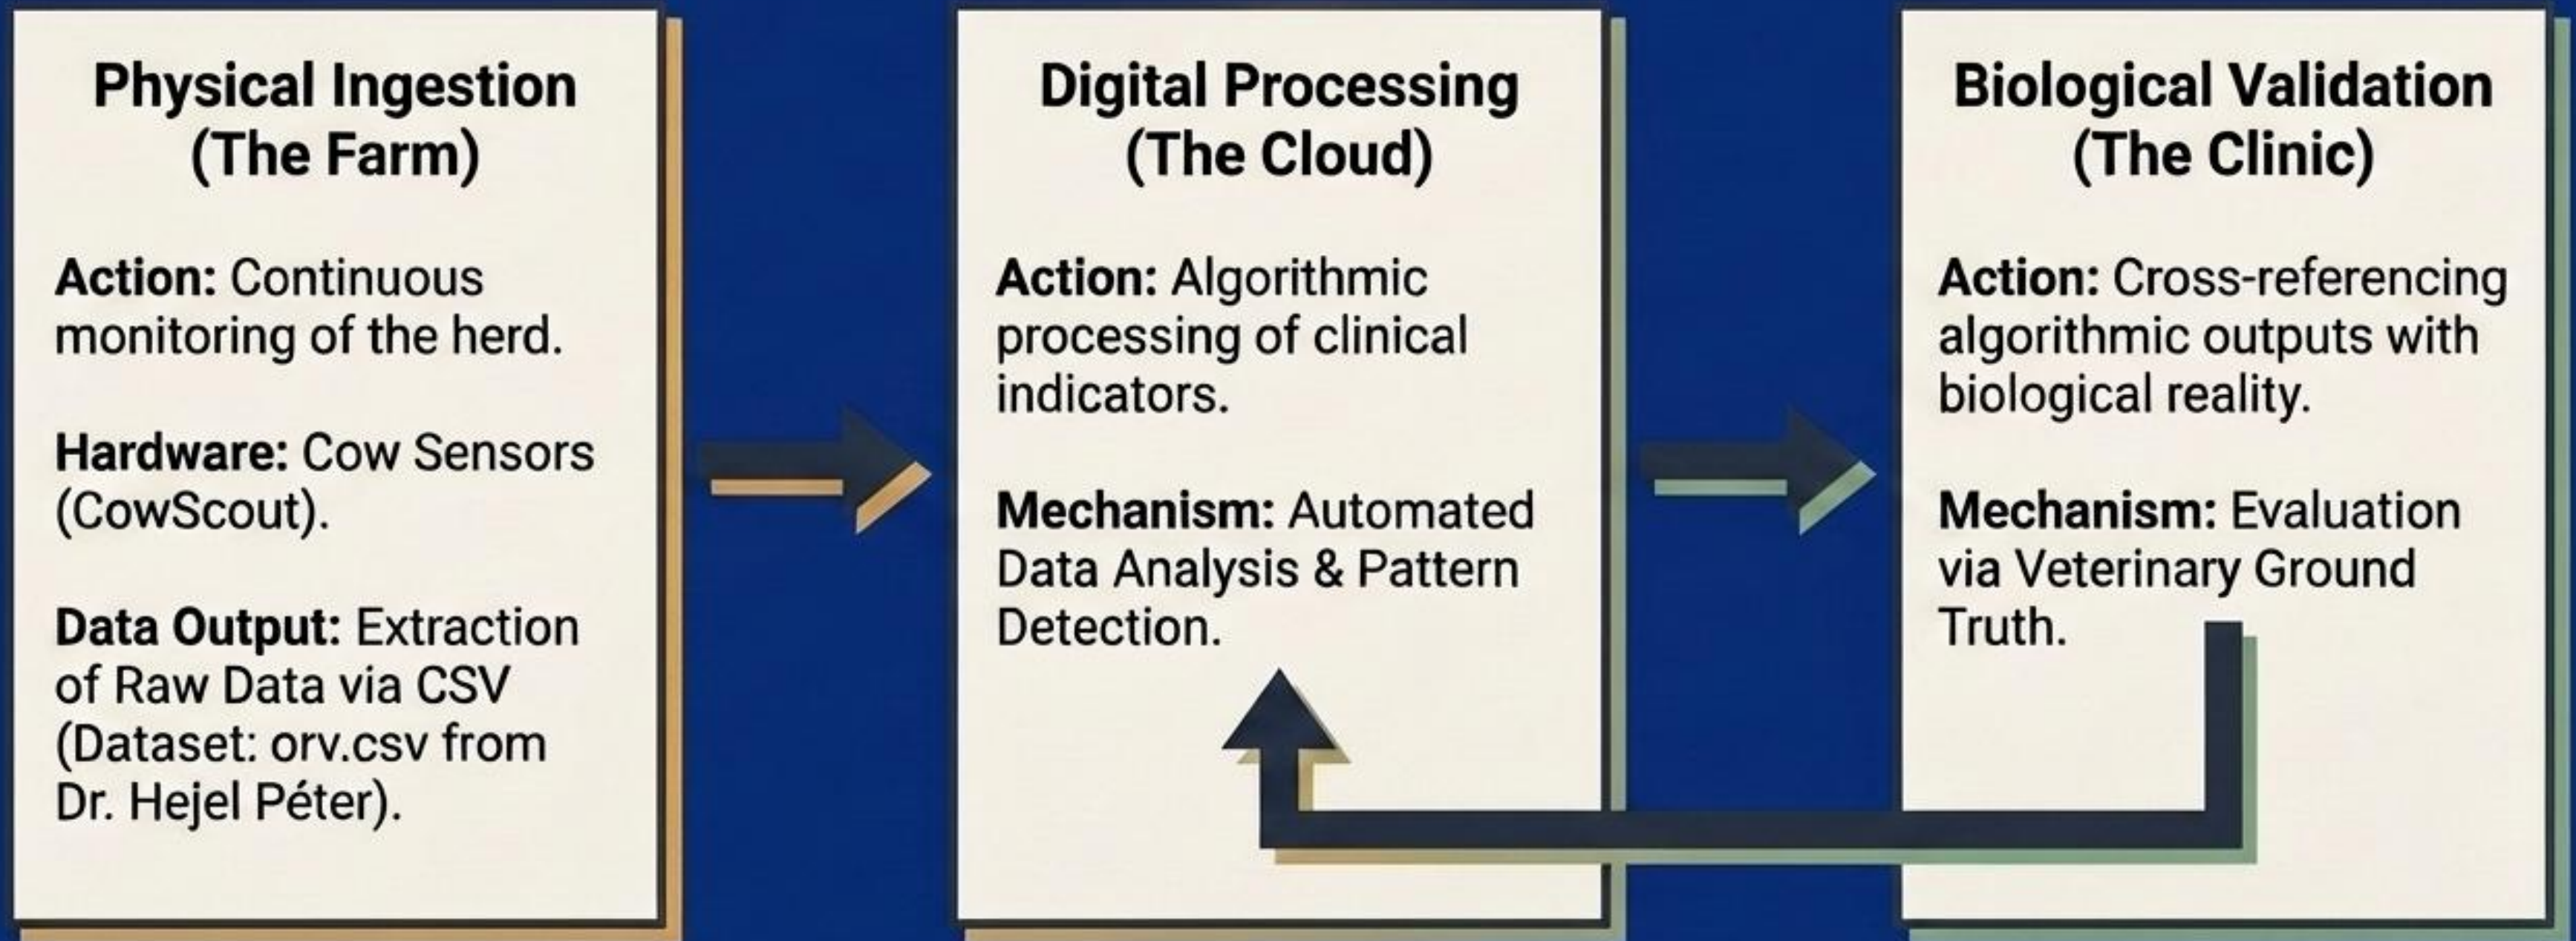 Physical Ingestion
(The Farm)
Action: Continuous
monitoring of the herd.
Hardware: Cow Sensors
(CowScout).
Data Output: Extraction
of Raw Data via CSV
(Dataset: orv.csv from
Dr. Hejel Péter).
Digital Processing
(The Cloud)
Action: Algorithmic
processing of clinical
indicators.
Mechanism: Automated
Data Analysis & Pattern
Detection.
Biological Validation
(The Clinic)
Action: Cross-referencing
algorithmic outputs with
biological reality.
Mechanism: Evaluation
via Veterinary Ground
Truth.